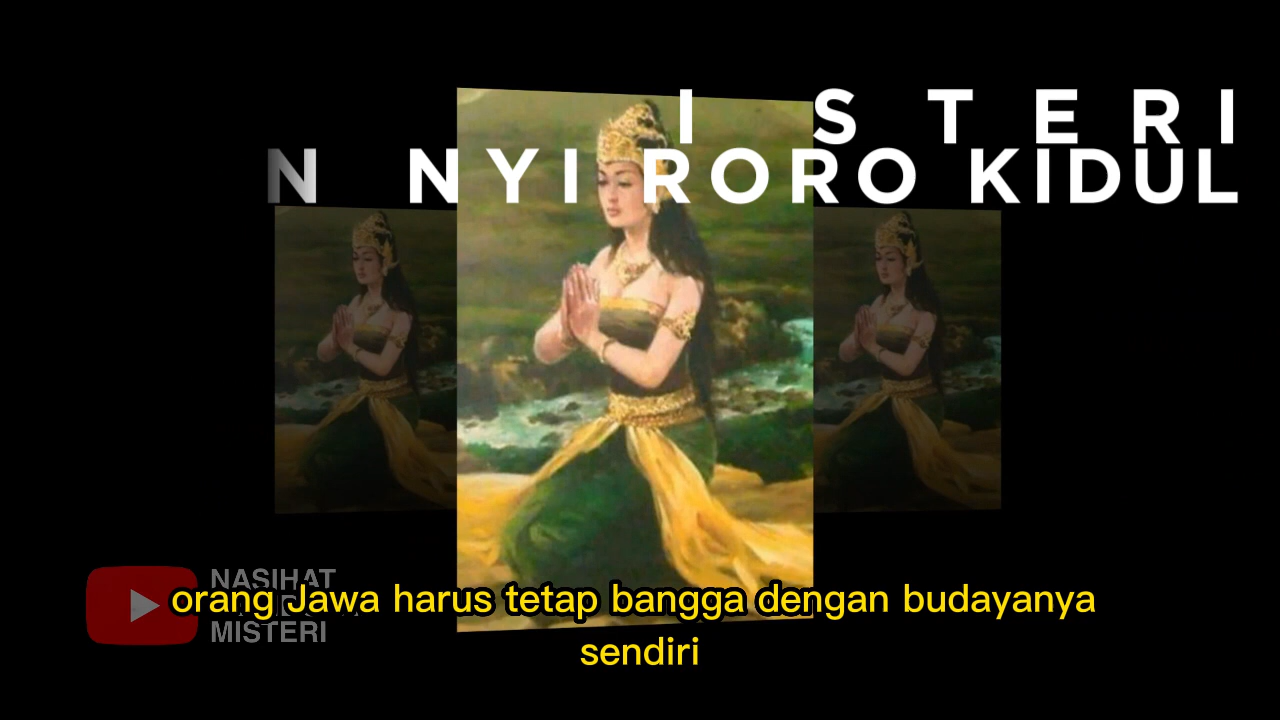 I S T E R I
N NYI RORO KIDUL
NASIHAT
MISTERI
orang Jawa harus tetap bangga dengan budayanya
sendiri